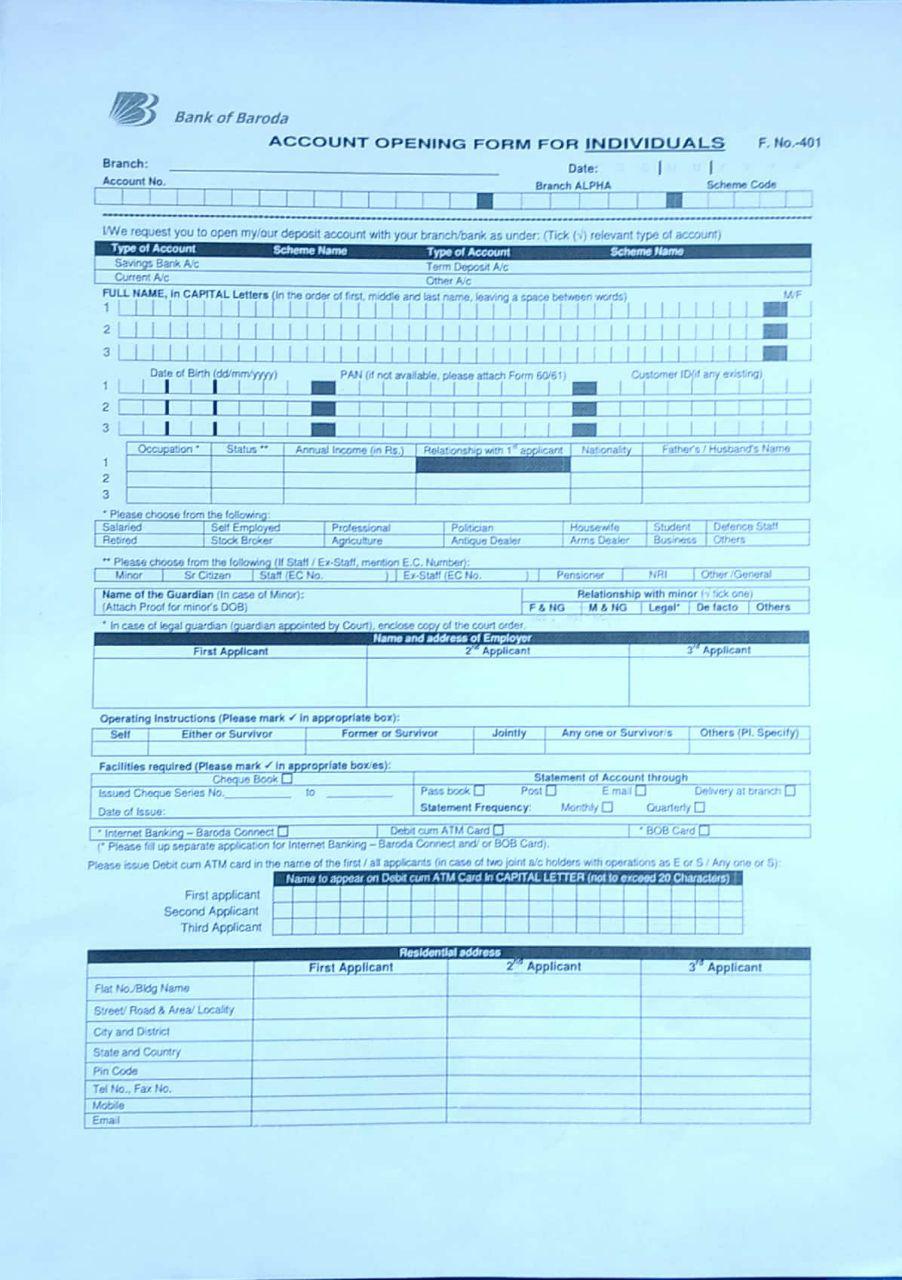 Bank of Baroda
ACCOUNT OPENING FORM FOR INDIVIDUALS F. No.-401
Branch: Date:
Account No. Branch ALPHA Scheme Code
I/We request you to open my/our deposit account with your branch/bank as under: (Tick (√) relevant type of account)
Type of Account Scheme Name Type of Account Scheme Name
Savings Bank A/c Term Deposit A/c
Current A/c Other A/c
FULL NAME, in CAPITAL Letters (in the order of first, middle and last name, leaving a space between words) M/F
1
2
3
Date of Birth (dd/mm/yyyy) PAN (if not available, please attach Form 60/61) Customer ID(if any existing)
1
2
3
Occupation * Status ** Annual Income (in Rs.) Relationship with 1st applicant Nationality Father's / Husband's Name
1
2
3
* Please choose from the following:
Salaried Self Employed Professional Politician Housewife Student Defence Staff
Retired Stock Broker Agriculture Antique Dealer Arms Dealer Business Others
** Please choose from the following (If Staff / Ex-Staff, mention E.C. Number):
Minor Sr Citizen Staff (EC No. ) Ex-Staff (EC No. ) Pensioner NRI Other /General
Name of the Guardian (In case of Minor): Relationship with minor (√ tick one)
(Attach Proof for minor's DOB) F & NG M & NG Legal* De facto Others
* In case of legal guardian (guardian appointed by Court), enclose copy of the court order.
Name and address of Employer
First Applicant 2nd Applicant 3rd Applicant
Operating Instructions (Please mark ✓ in appropriate box):
Self Either or Survivor Former or Survivor Jointly Any one or Survivor/s Others (Pl. Specify)
Facilities required (Please mark ✓ in appropriate box/es):
Cheque Book Statement of Account through
Issued Cheque Series No. to Pass book Post E mail Delivery at branch
Date of Issue: Statement Frequency: Monthly Quarterly
* Internet Banking – Baroda Connect Debit cum ATM Card * BOB Card
(* Please fill up separate application for Internet Banking – Baroda Connect and/ or BOB Card).
Please issue Debit cum ATM card in the name of the first / all applicants (in case of two joint a/c holders with operations as E or S / Any one or S):
Name to appear on Debit cum ATM Card in CAPITAL LETTER (not to exceed 20 Characters)
First applicant
Second Applicant
Third Applicant
Residential address
First Applicant 2nd Applicant 3rd Applicant
Flat No./Bldg Name
Street/ Road & Area/ Locality
City and District
State and Country
Pin Code
Tel No., Fax No.
Mobile
Email